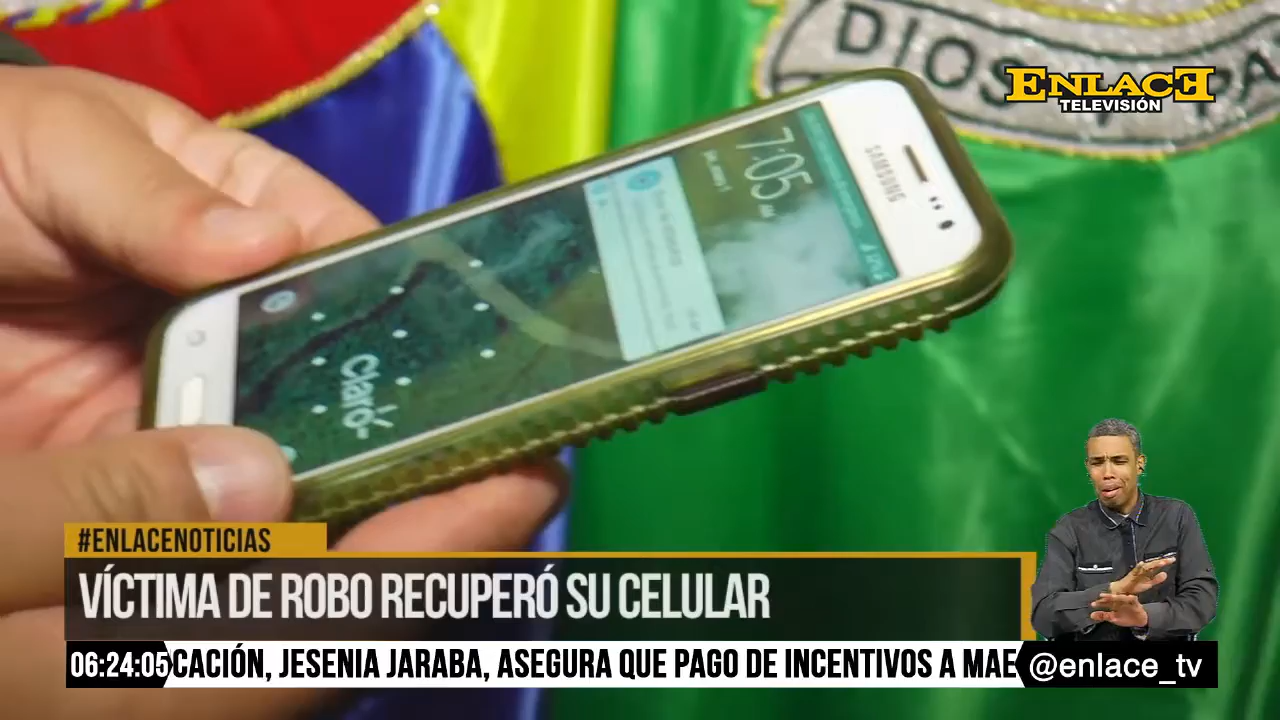 DIOS
ENLACE
TELEVISIÓN
SAMSUNG
7:05
Claro-
#ENLACENOTICIAS
VÍCTIMA DE ROBO RECUPERÓ SU CELULAR
06:24:05
CACIÓN, JESENIA JARABA, ASEGURA QUE PAGO DE INCENTIVOS A MAE
@enlace_tv